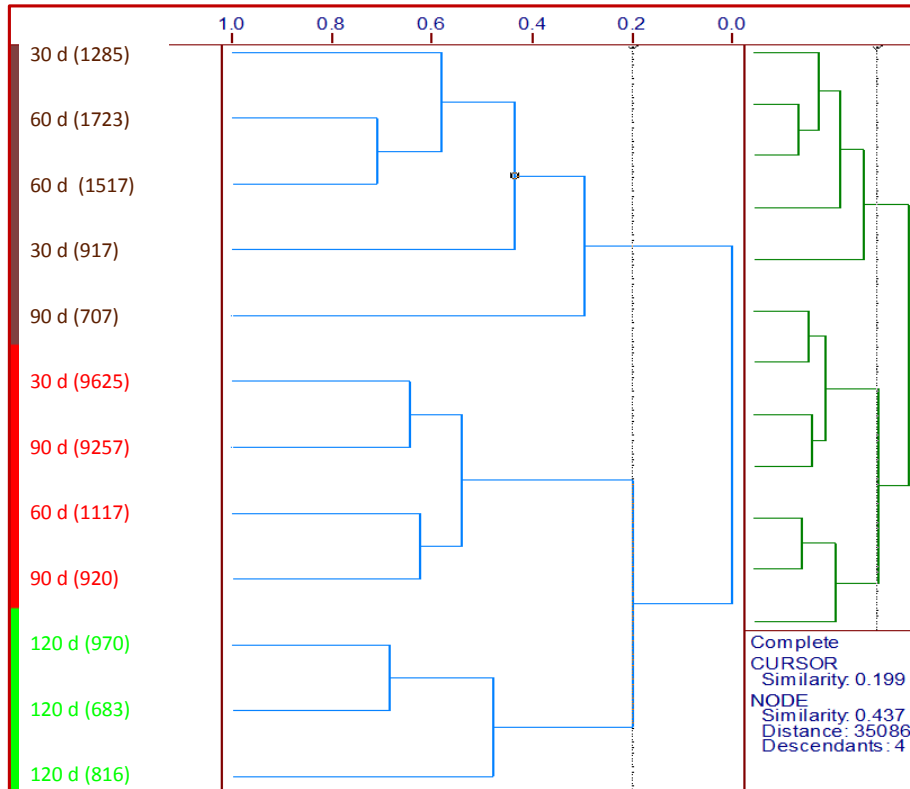 1.0 0.8 0.6 0.4 0.2 0.0
30 d (1285)
60 d (1723)
60 d (1517)
30 d (917)
90 d (707)
30 d (9625)
90 d (9257)
60 d (1117)
90 d (920)
120 d (970)
120 d (683)
120 d (816)
Complete
CURSOR
Similarity: 0.199
NODE
Similarity: 0.437
Distance: 35086
Descendants: 4